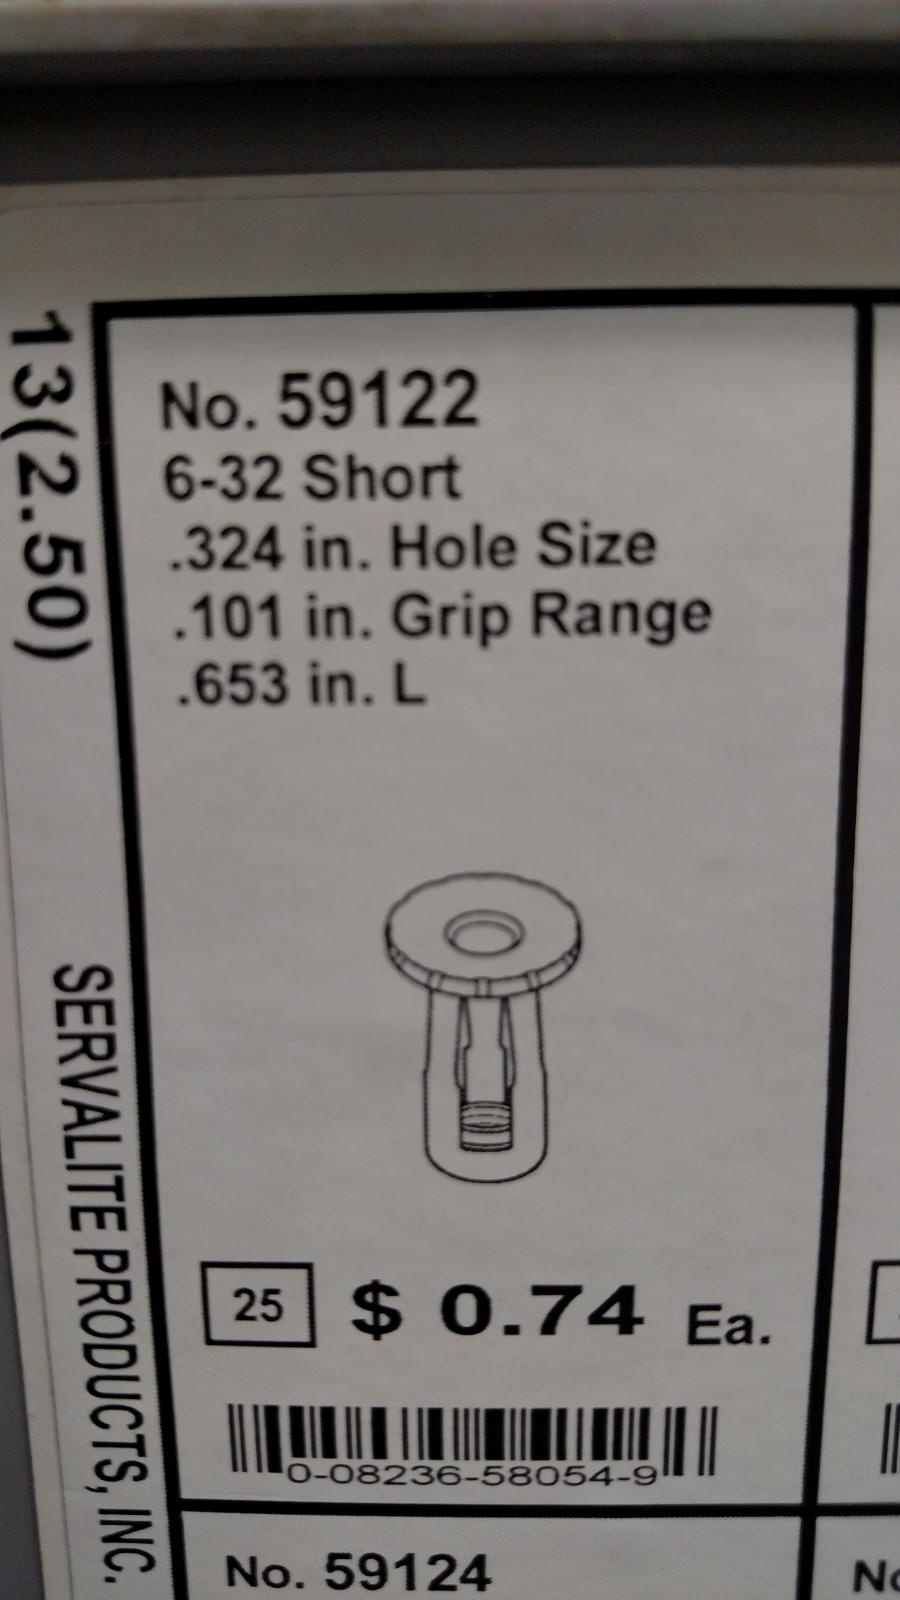 13(2.50)
SERVALITE PRODUCTS, INC.
No. 59122
6-32 Short
.324 in. Hole Size
.101 in. Grip Range
.653 in. L
25
$ 0.74 Ea.
0-08236-58054-9
No. 59124
No